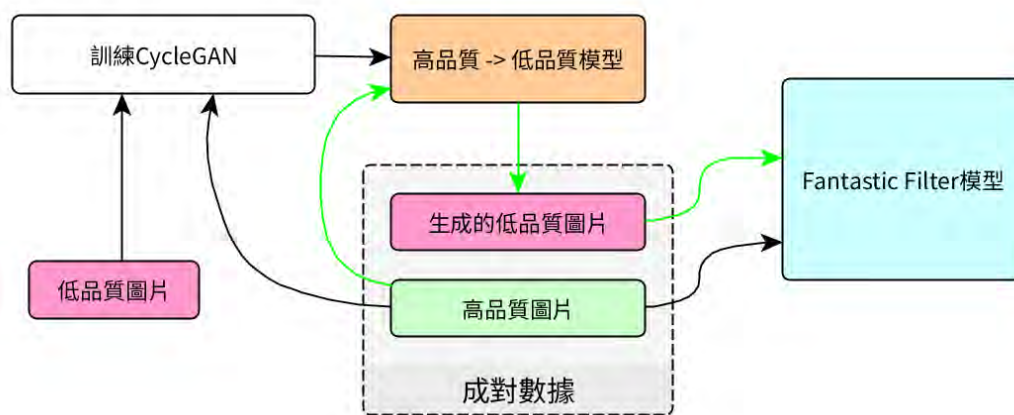 訓練CycleGAN
高品質 -> 低品質模型
Fantastic Filter模型
生成的低品質圖片
低品質圖片
高品質圖片
成對數據